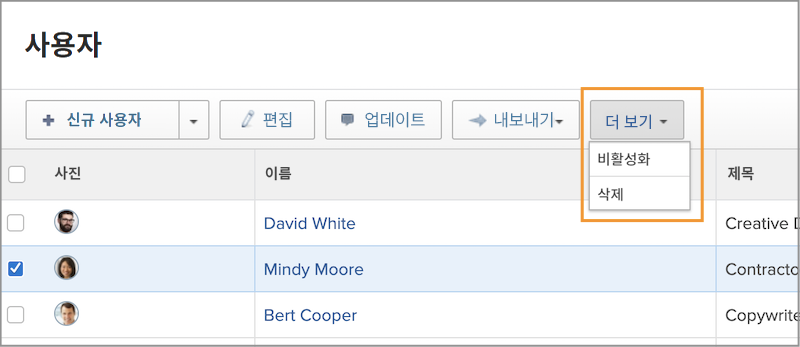 사용자
신규 사용자 편집 업데이트 내보내기 더 보기
비활성화
삭제
사진 이름 제목
David White Creative D
Mindy Moore Contracto
Bert Cooper Copywrite